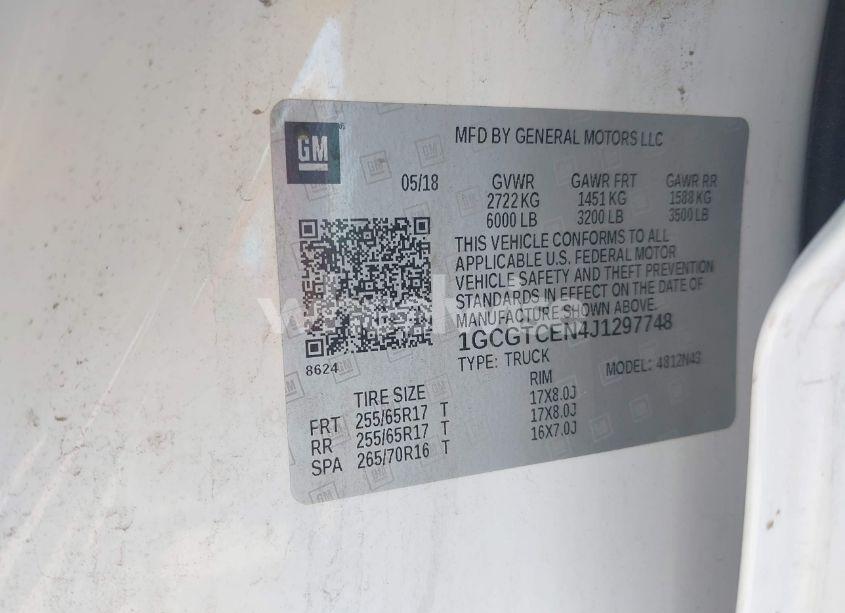 GM
MFD BY GENERAL MOTORS LLC
05/18 GVWR GAWR FRT GAWR RR
2722 KG 1451 KG 1588 KG
6000 LB 3200 LB 3500 LB
THIS VEHICLE CONFORMS TO ALL
APPLICABLE U.S. FEDERAL MOTOR
VEHICLE SAFETY AND THEFT PREVENTION
STANDARDS IN EFFECT ON THE DATE OF
MANUFACTURE SHOWN ABOVE.
1GCGTCEN4J1297748
TYPE: TRUCK MODEL: 4812N43
8624
TIRE SIZE RIM
FRT 255/65R17 T 17X8.0J
RR 255/65R17 T 17X8.0J
SPA 265/70R16 T 16X7.0J